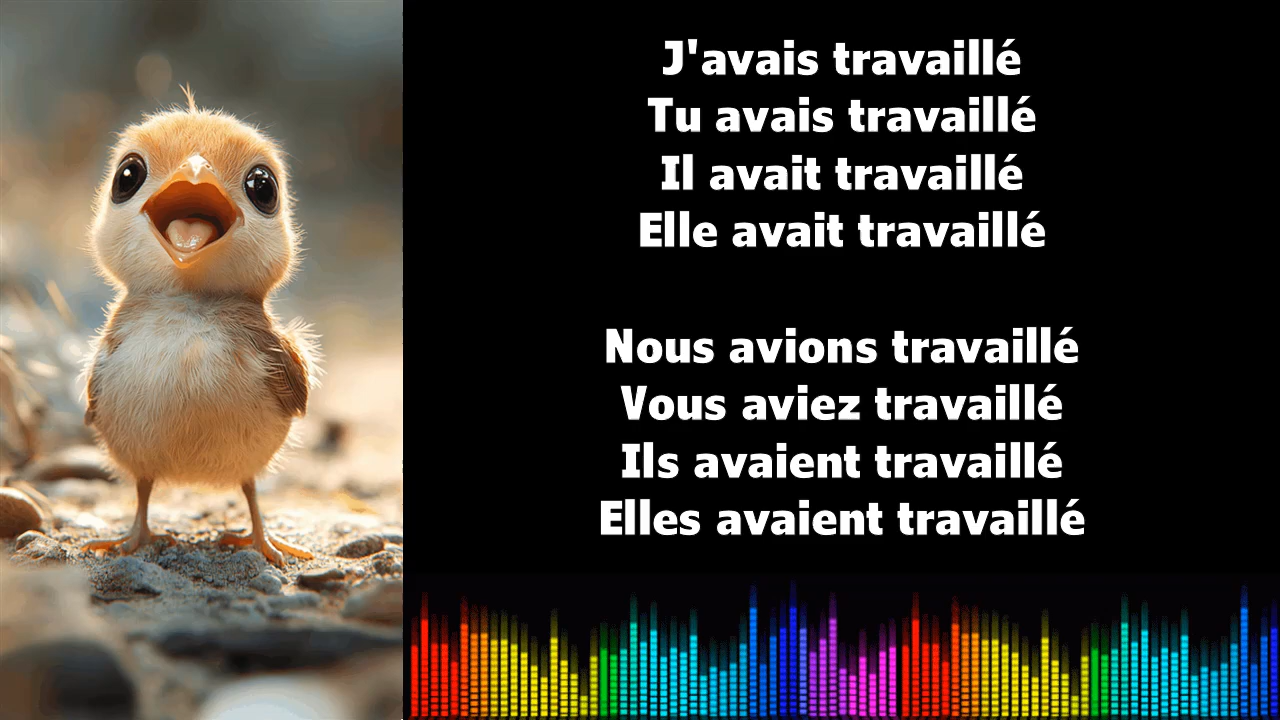 J'avais travaillé
Tu avais travaillé
Il avait travaillé
Elle avait travaillé
Nous avions travaillé
Vous aviez travaillé
Ils avaient travaillé
Elles avaient travaillé